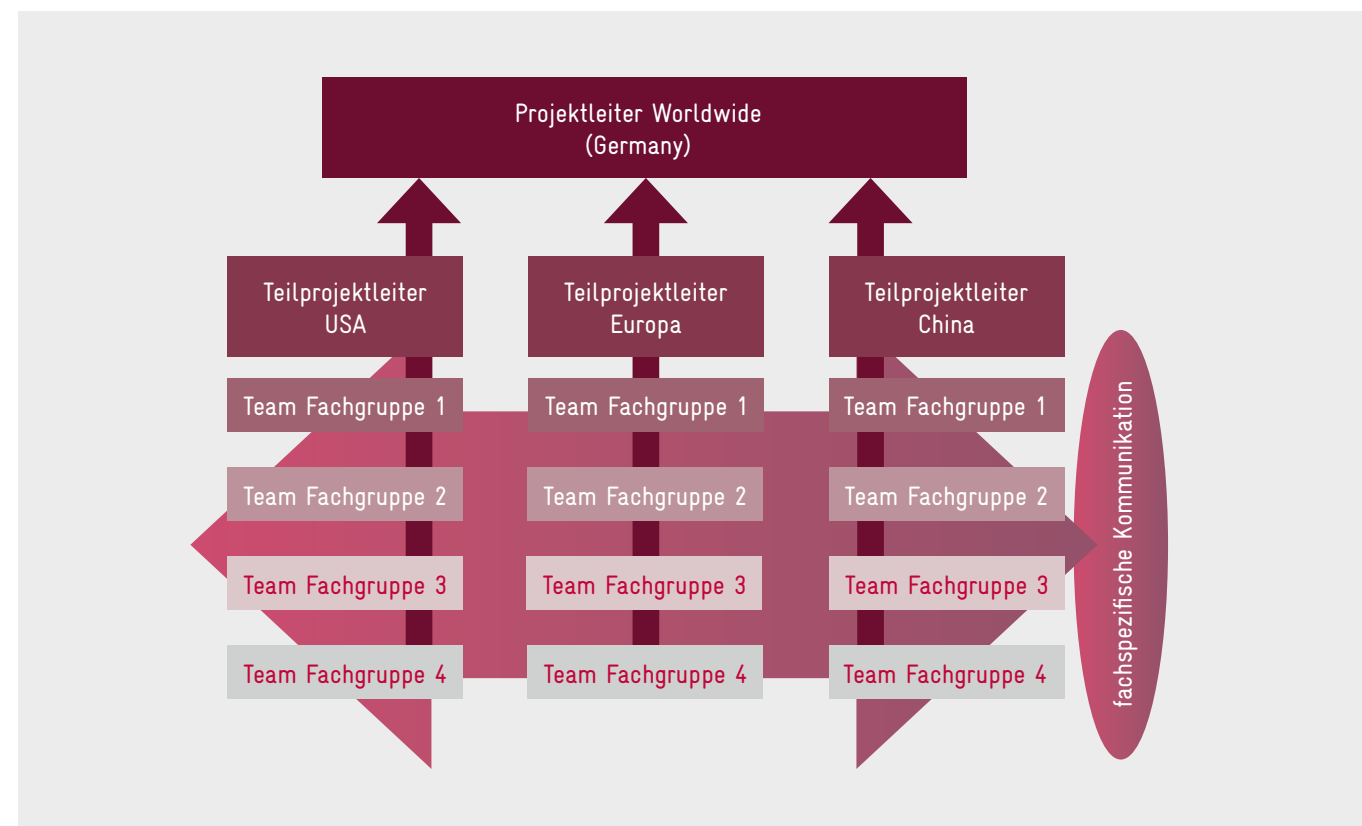 Projektleiter Worldwide
(Germany)
Teilprojektleiter
USA
Teilprojektleiter
Europa
Teilprojektleiter
China
Team Fachgruppe 1
Team Fachgruppe 1
Team Fachgruppe 1
Team Fachgruppe 2
Team Fachgruppe 2
Team Fachgruppe 2
Team Fachgruppe 3
Team Fachgruppe 3
Team Fachgruppe 3
Team Fachgruppe 4
Team Fachgruppe 4
Team Fachgruppe 4
fachspezifische Kommunikation